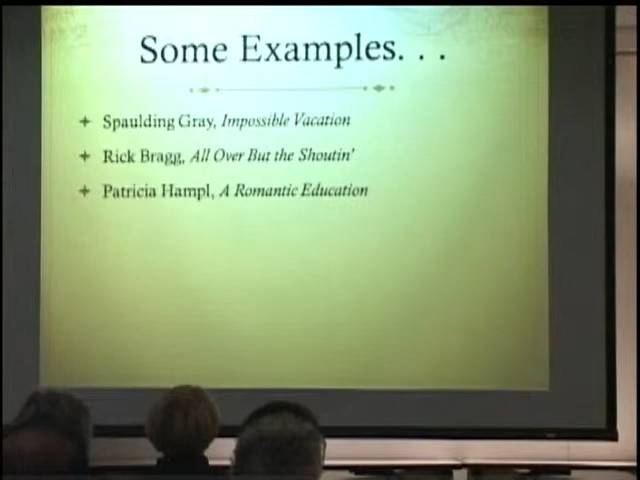 Some Examples. . .
Spaulding Gray, Impossible Vacation
Rick Bragg, All Over But the Shoutin'
Patricia Hampl, A Romantic Education